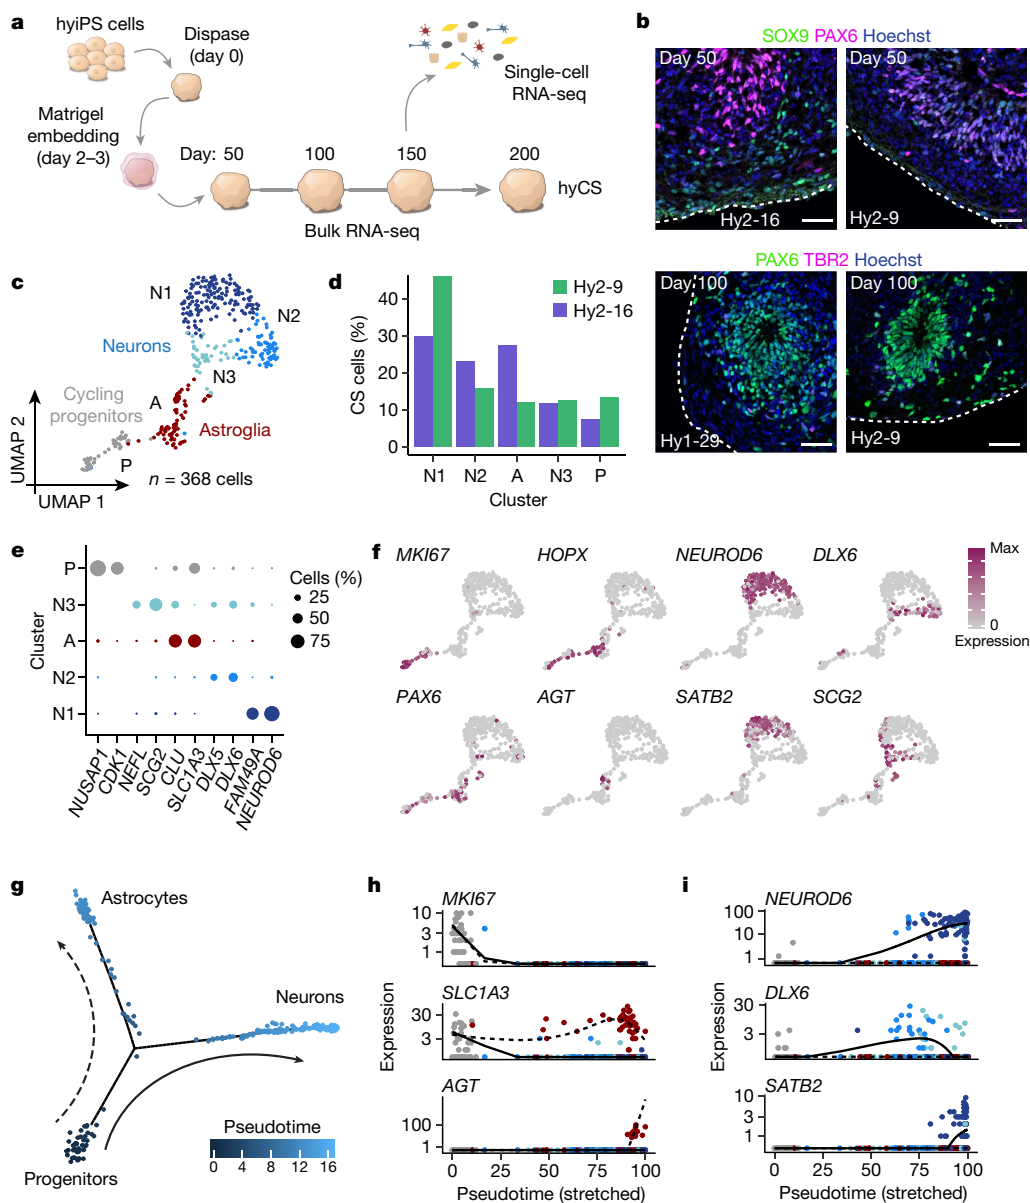 a
hyiPS cells
Dispase
(day 0)
Matrigel
embedding
(day 2–3)
Day: 50 100 150 200
hyCS
Bulk RNA-seq
Single-cell
RNA-seq
b
SOX9 PAX6 Hoechst
Day 50
Hy2-16
Day 50
Hy2-9
PAX6 TBR2 Hoechst
Day 100
Hy1-29
Day 100
Hy2-9
c
N1
N2
Neurons
N3
Cycling
progenitors
A
Astroglia
P
n = 368 cells
UMAP 2
UMAP 1
d
Hy2-9
Hy2-16
CS cells (%)
40
30
20
10
0
N1 N2 A N3 P
Cluster
e
Cluster
P
N3
A
N2
N1
Cells (%)
25
50
75
NUSAP1
CDK1
NEFL
SCG2
CLU
SLC1A3
DLX5
DLX6
FAM49A
NEUROD6
f
MKI67 HOPX NEUROD6 DLX6
Max
0
Expression
PAX6 AGT SATB2 SCG2
g
Astrocytes
Neurons
Progenitors
Pseudotime
0 4 8 12 16
h
MKI67
10
3
1
SLC1A3
30
3
AGT
100
1
Expression
0 25 50 75 100
Pseudotime (stretched)
i
NEUROD6
100
10
1
DLX6
30
3
SATB2
10
3
1
Expression
0 25 50 75 100
Pseudotime (stretched)